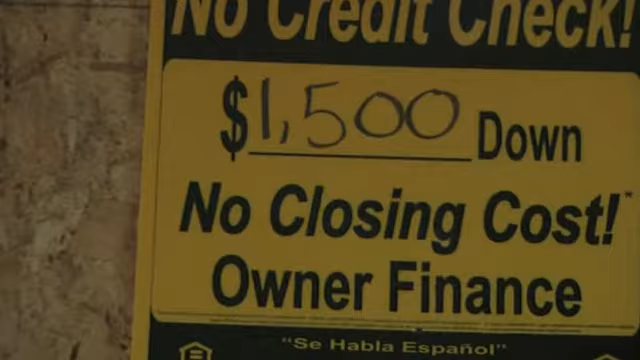 No Credit Check!
$1,500 Down
No Closing Cost!*
Owner Finance
"Se Habla Español"